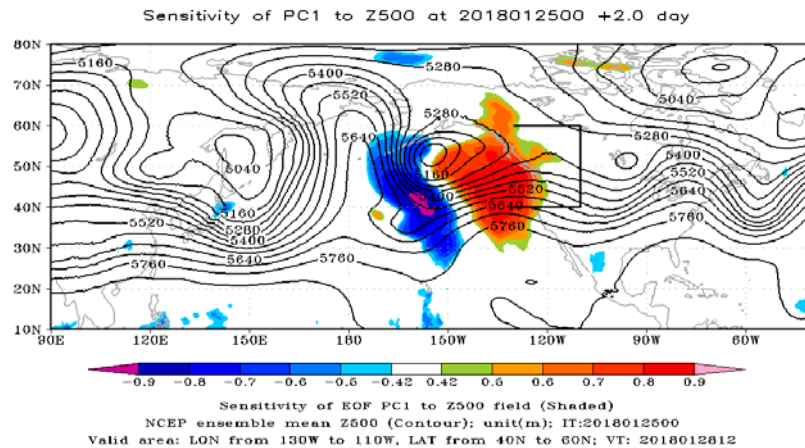 Sensitivity of PC1 to Z500 at 2018012500 +2.0 day
80N
70N
60N
50N
40N
30N
20N
10N
5160
5400
5520
5640
5280
5040
5280
5040
5280
5400
5640
5760
5160
5400
5520
5640
5760
5040
5160
5280
5400
5520
5640
5760
5760
5520
5760
90E 120E 150E 180 150W 120W 90W 60W
-0.9 -0.8 -0.7 -0.6 -0.5 -0.42 0.42 0.5 0.6 0.7 0.8 0.9
Sensitivity of EOF PC1 to Z500 field (Shaded)
NCEP ensemble mean Z500 (Contour); unit(m); IT:2018012500
Valid area: LON from 130W to 110W, LAT from 40N to 60N; VT: 2018012812